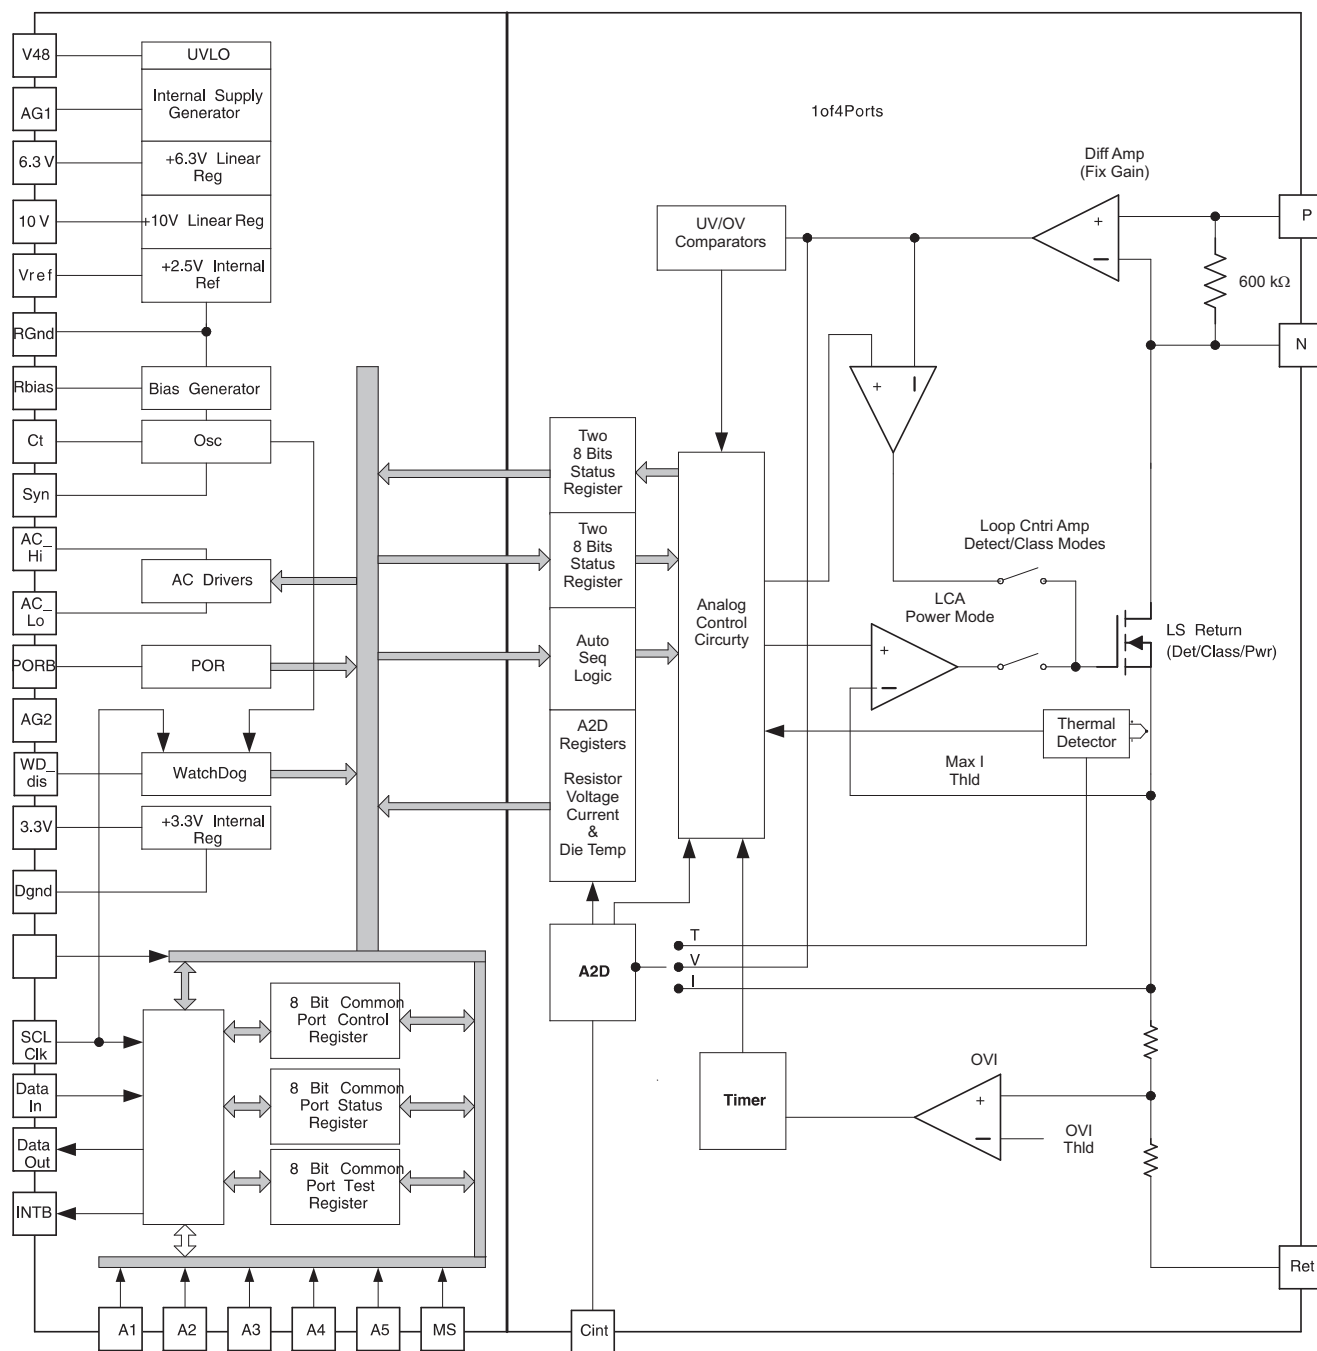 V48
UVLO
AG1
Internal Supply
Generator
6.3 V
+6.3V Linear
Reg
10 V
+10V Linear Reg
Vref
+2.5V Internal
Ref
RGnd
Rbias
Bias Generator
Ct
Osc
Syn
AC_
Hi
AC Drivers
AC_
Lo
PORB
POR
AG2
WD_
dis
WatchDog
3.3V
+3.3V Internal
Reg
Dgnd
SCL
Clk
Data
In
Data
Out
INTB
8 Bit Common
Port Control
Register
8 Bit Common
Port Status
Register
8 Bit Common
Port Test
Register
A1
A2
A3
A4
A5
MS
1of4Ports
Diff Amp
(Fix Gain)
+
−
P
600 kΩ
N
UV/OV
Comparators
+
−
Two
8 Bits
Status
Register
Two
8 Bits
Status
Register
Auto
Seq
Logic
A2D
Registers
Resistor
Voltage
Current
&
Die Temp
Analog
Control
Circurty
Loop Cntri Amp
Detect/Class Modes
LCA
Power Mode
+
−
LS Return
(Det/Class/Pwr)
Thermal
Detector
Max I
Thld
A2D
T
V
I
Timer
OVI
+
−
OVI
Thld
Ret
Cint